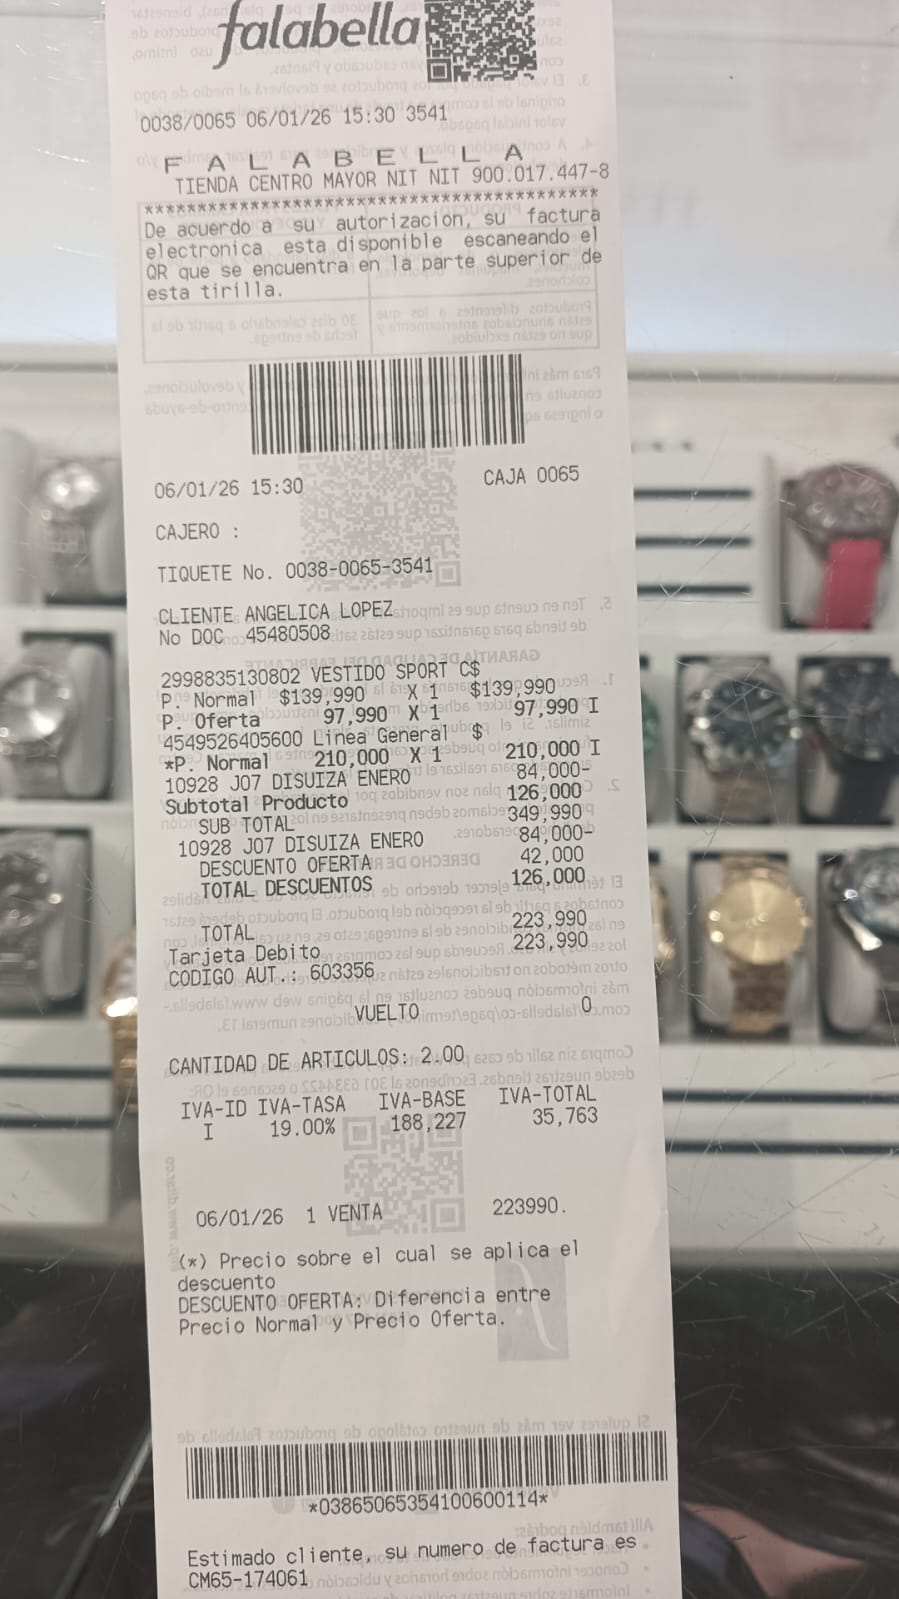 falabella
0038/0065 06/01/26 15:30 3541
F A L A B E L L A
TIENDA CENTRO MAYOR NIT NIT 900.017.447-8
*****************************************
De acuerdo a su autorizacion, su factura
electronica esta disponible escaneando el
QR que se encuentra en la parte superior de
esta tirilla.
06/01/26 15:30 CAJA 0065
CAJERO :
TIQUETE No. 0038-0065-3541
CLIENTE ANGELICA LOPEZ
No DOC 45480508
2998835130802 VESTIDO SPORT C$
P. Normal $139,990 X 1 $139,990
P. Oferta 97,990 X 1 97,990 I
4549526405600 Linea General $
*P. Normal 210,000 X 1 210,000 I
10928 J07 DISUIZA ENERO 84,000-
Subtotal Producto 126,000
SUB TOTAL 349,990
10928 J07 DISUIZA ENERO 84,000-
DESCUENTO OFERTA 42,000
TOTAL DESCUENTOS 126,000
TOTAL 223,990
Tarjeta Debito 223,990
CODIGO AUT.: 603356
VUELTO 0
CANTIDAD DE ARTICULOS: 2.00
IVA-ID IVA-TASA IVA-BASE IVA-TOTAL
I 19.00% 188,227 35,763
06/01/26 1 VENTA 223990.
(*) Precio sobre el cual se aplica el
descuento
DESCUENTO OFERTA: Diferencia entre
Precio Normal y Precio Oferta.
*03865065354100600114*
Estimado cliente, su numero de factura es
CM65-174061